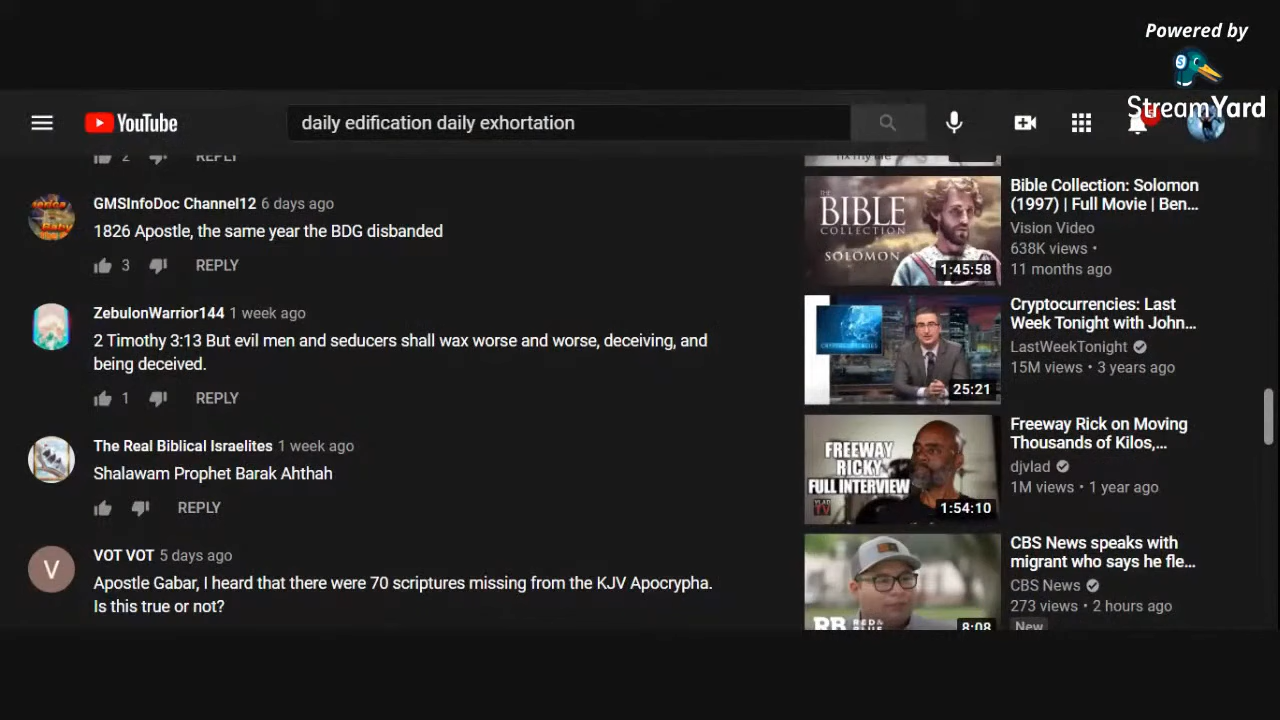 Powered by
StreamYard
YouTube
daily edification daily exhortation
2 REPLY
GMSInfoDoc Channel12 6 days ago
1826 Apostle, the same year the BDG disbanded
3 REPLY
ZebulonWarrior144 1 week ago
2 Timothy 3:13 But evil men and seducers shall wax worse and worse, deceiving, and
being deceived.
1 REPLY
The Real Biblical Israelites 1 week ago
Shalawam Prophet Barak Ahthah
REPLY
V
VOT VOT 5 days ago
Apostle Gabar, I heard that there were 70 scriptures missing from the KJV Apocrypha.
Is this true or not?
THE
BIBLE
COLLECTION
SOLOMON
1:45:58
Bible Collection: Solomon
(1997) | Full Movie | Ben...
Vision Video
638K views •
11 months ago
25:21
Cryptocurrencies: Last
Week Tonight with John...
LastWeekTonight
15M views • 3 years ago
FREEWAY
RICKY
FULL INTERVIEW
VLAD
TV
1:54:10
Freeway Rick on Moving
Thousands of Kilos,...
djvlad
1M views • 1 year ago
RB RED &
8:08
CBS News speaks with
migrant who says he fle...
CBS News
273 views • 2 hours ago
New